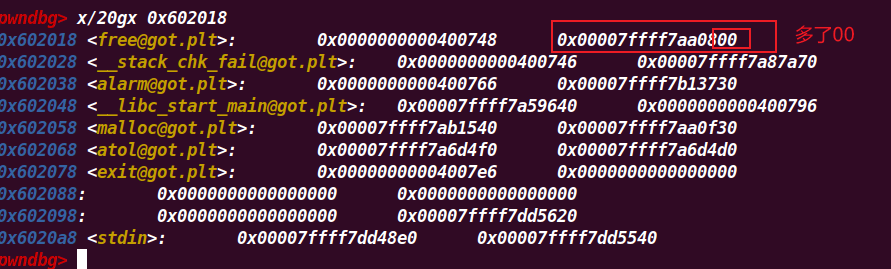 pwndbg> x/20gx 0x602018
0x602018 <free@got.plt>: 0x0000000000400748 0x00007ffff7aa0800 多了00
0x602028 <__stack_chk_fail@got.plt>: 0x0000000000400746 0x00007ffff7a87a70
0x602038 <alarm@got.plt>: 0x0000000000400766 0x00007ffff7b13730
0x602048 <__libc_start_main@got.plt>: 0x00007ffff7a59640 0x0000000000400796
0x602058 <malloc@got.plt>: 0x00007ffff7ab1540 0x00007ffff7aa0f30
0x602068 <atol@got.plt>: 0x00007ffff7a6d4f0 0x00007ffff7a6d4d0
0x602078 <exit@got.plt>: 0x00000000004007e6 0x0000000000000000
0x602088: 0x0000000000000000 0x0000000000000000
0x602098: 0x0000000000000000 0x00007ffff7dd5620
0x6020a8 <stdin>: 0x00007ffff7dd48e0 0x00007ffff7dd5540
pwndbg>